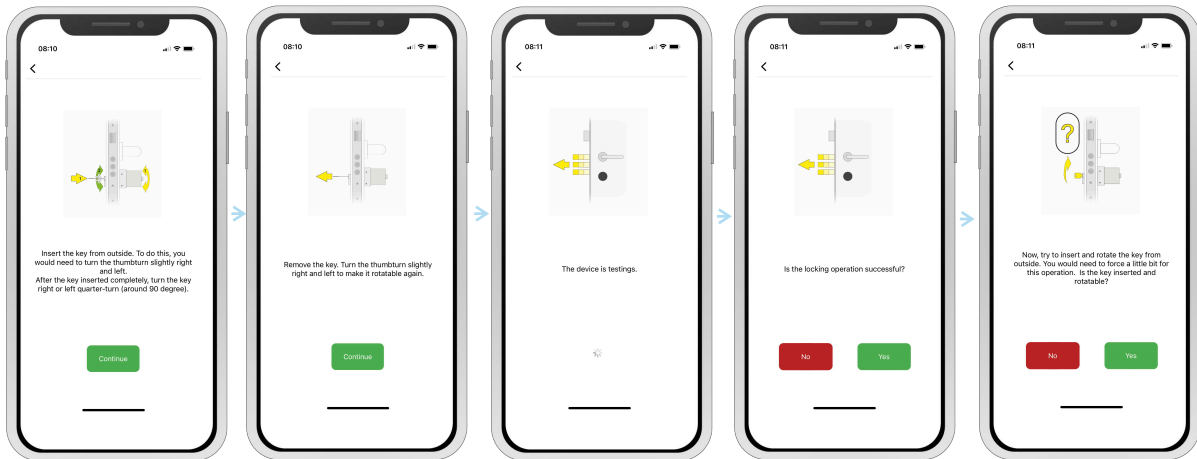 08:10
Insert the key from outside. To do this, you
would need to turn the thumbturn slightly right
and left.
After the key inserted completely, turn the key
right or left quarter-turn (around 90 degree).
Continue
08:10
Remove the key. Turn the thumbturn slightly
right and left to make it rotatable again.
Continue
08:11
The device is testings.
08:11
Is the locking operation successful?
No
Yes
08:11
?
Now, try to insert and rotate the key from
outside. You would need to force a little bit for
this operation.  Is the key inserted and
rotatable?
No
Yes